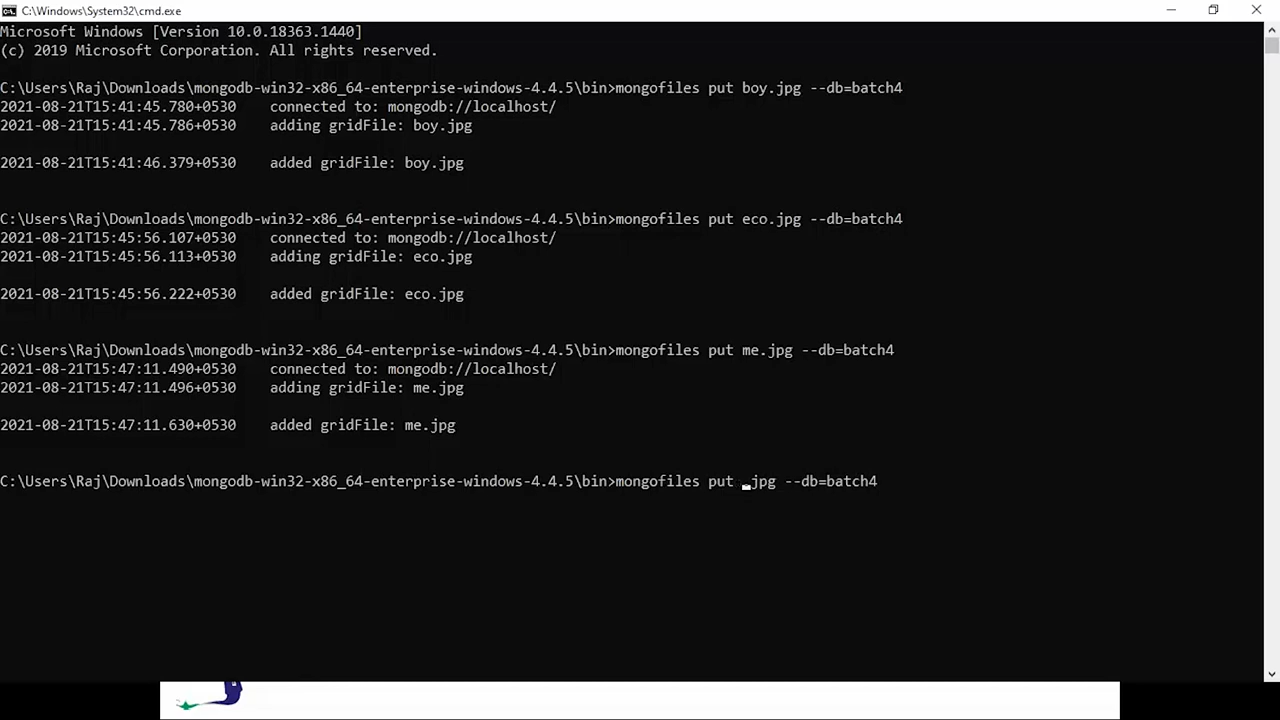 C:\Windows\System32\cmd.exe
Microsoft Windows [Version 10.0.18363.1440]
(c) 2019 Microsoft Corporation. All rights reserved.
C:\Users\Raj\Downloads\mongodb-win32-x86_64-enterprise-windows-4.4.5\bin>mongofiles put boy.jpg --db=batch4
2021-08-21T15:41:45.780+0530    connected to: mongodb://localhost/
2021-08-21T15:41:45.786+0530    adding gridFile: boy.jpg
2021-08-21T15:41:46.379+0530    added gridFile: boy.jpg
C:\Users\Raj\Downloads\mongodb-win32-x86_64-enterprise-windows-4.4.5\bin>mongofiles put eco.jpg --db=batch4
2021-08-21T15:45:56.107+0530    connected to: mongodb://localhost/
2021-08-21T15:45:56.113+0530    adding gridFile: eco.jpg
2021-08-21T15:45:56.222+0530    added gridFile: eco.jpg
C:\Users\Raj\Downloads\mongodb-win32-x86_64-enterprise-windows-4.4.5\bin>mongofiles put me.jpg --db=batch4
2021-08-21T15:47:11.490+0530    connected to: mongodb://localhost/
2021-08-21T15:47:11.496+0530    adding gridFile: me.jpg
2021-08-21T15:47:11.630+0530    added gridFile: me.jpg
C:\Users\Raj\Downloads\mongodb-win32-x86_64-enterprise-windows-4.4.5\bin>mongofiles put .jpg --db=batch4